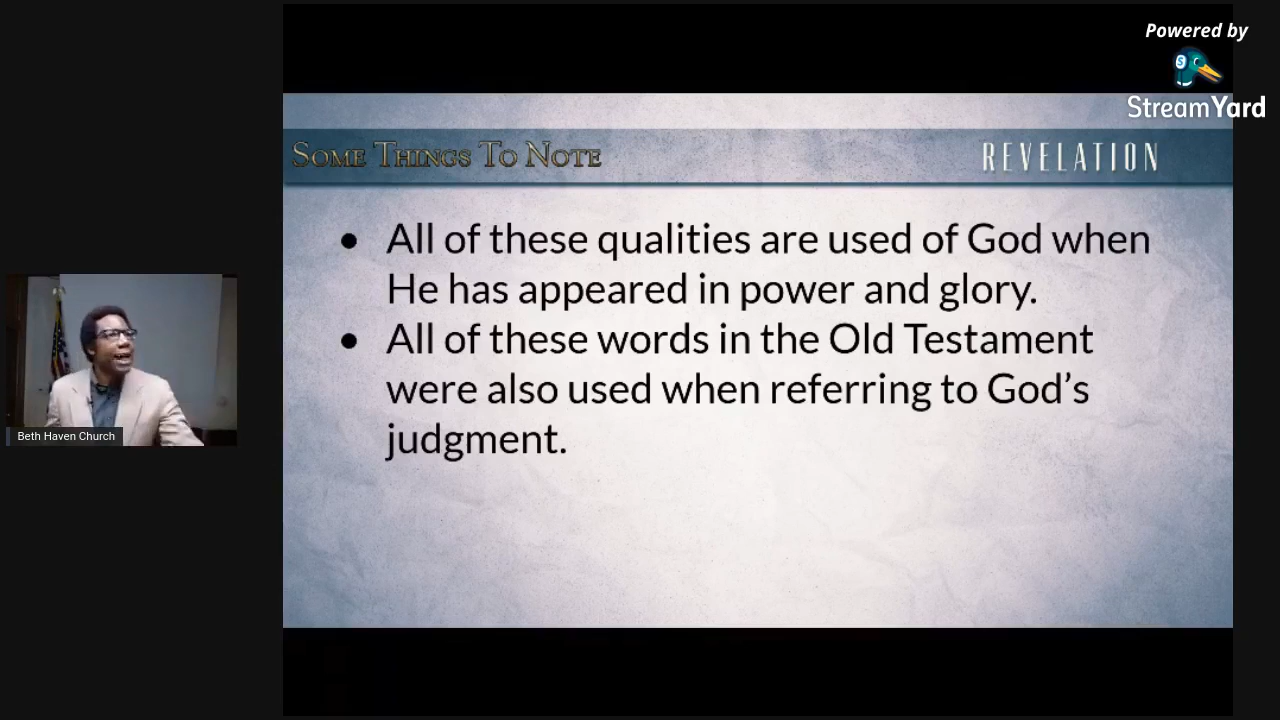 Powered by
StreamYard
SOME THINGS TO NOTE
REVELATION
• All of these qualities are used of God when
He has appeared in power and glory.
• All of these words in the Old Testament
were also used when referring to God’s
judgment.
Beth Haven Church